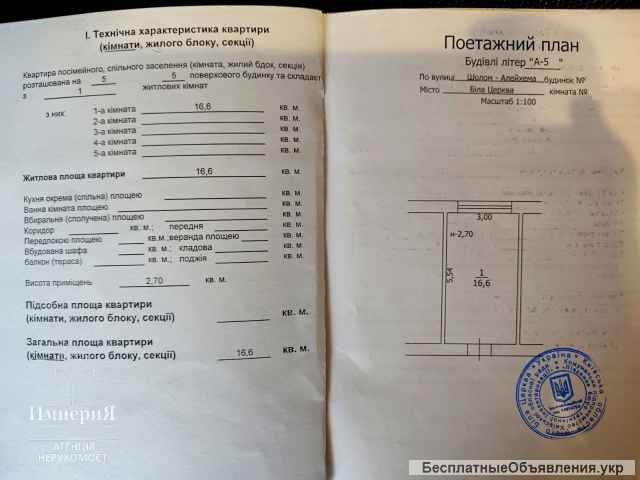 I. Технічна характеристика квартири
(кімнати, жилого блоку, секції)
Квартира посімейного, спільного заселення (кімната, жилий бдок, секція)
розташована на 5 5 поверхового будинку та складаєт
з 1 житлових кімнат
з них: 1-а кімната 16,6 кв. м.
2-а кімната кв. м.
3-а кімната кв. м.
4-а кімната кв. м.
5-а кімната кв. м.
Житлова площа квартири 16,6 кв. м.
Кухня окрема (спільна) площею кв. м.
Ванна кімната площею кв. м.
Вбиральня (сполучена) площею кв. м.
Коридор кв. м.; передня кв. м.
Передпокою площею кв.м.;веранда площею кв. м.
Вбудована шафа кв. м.; кладова кв. м.
балкон (тераса) кв. м.; лоджія кв. м.
Висота приміщень 2,70 кв. м.
Підсобна площа квартири
(кімнати, жилого блоку, секції) кв. м.
Загальна площа квартири
(кімнати, жилого блоку, секції) 16,6 кв. м.
ИмпериЯ
АГЕНЦІЯ
НЕРУХОМОСТ
Поетажний план
Будівлі літер "А-5 "
По вулиці Шолом - Алейхема будинок №
Місто Біла Церква кімната №
Масштаб 1:100
3,00
н-2,70
5,54
1
16,6
БесплатныеОбъявления.укр